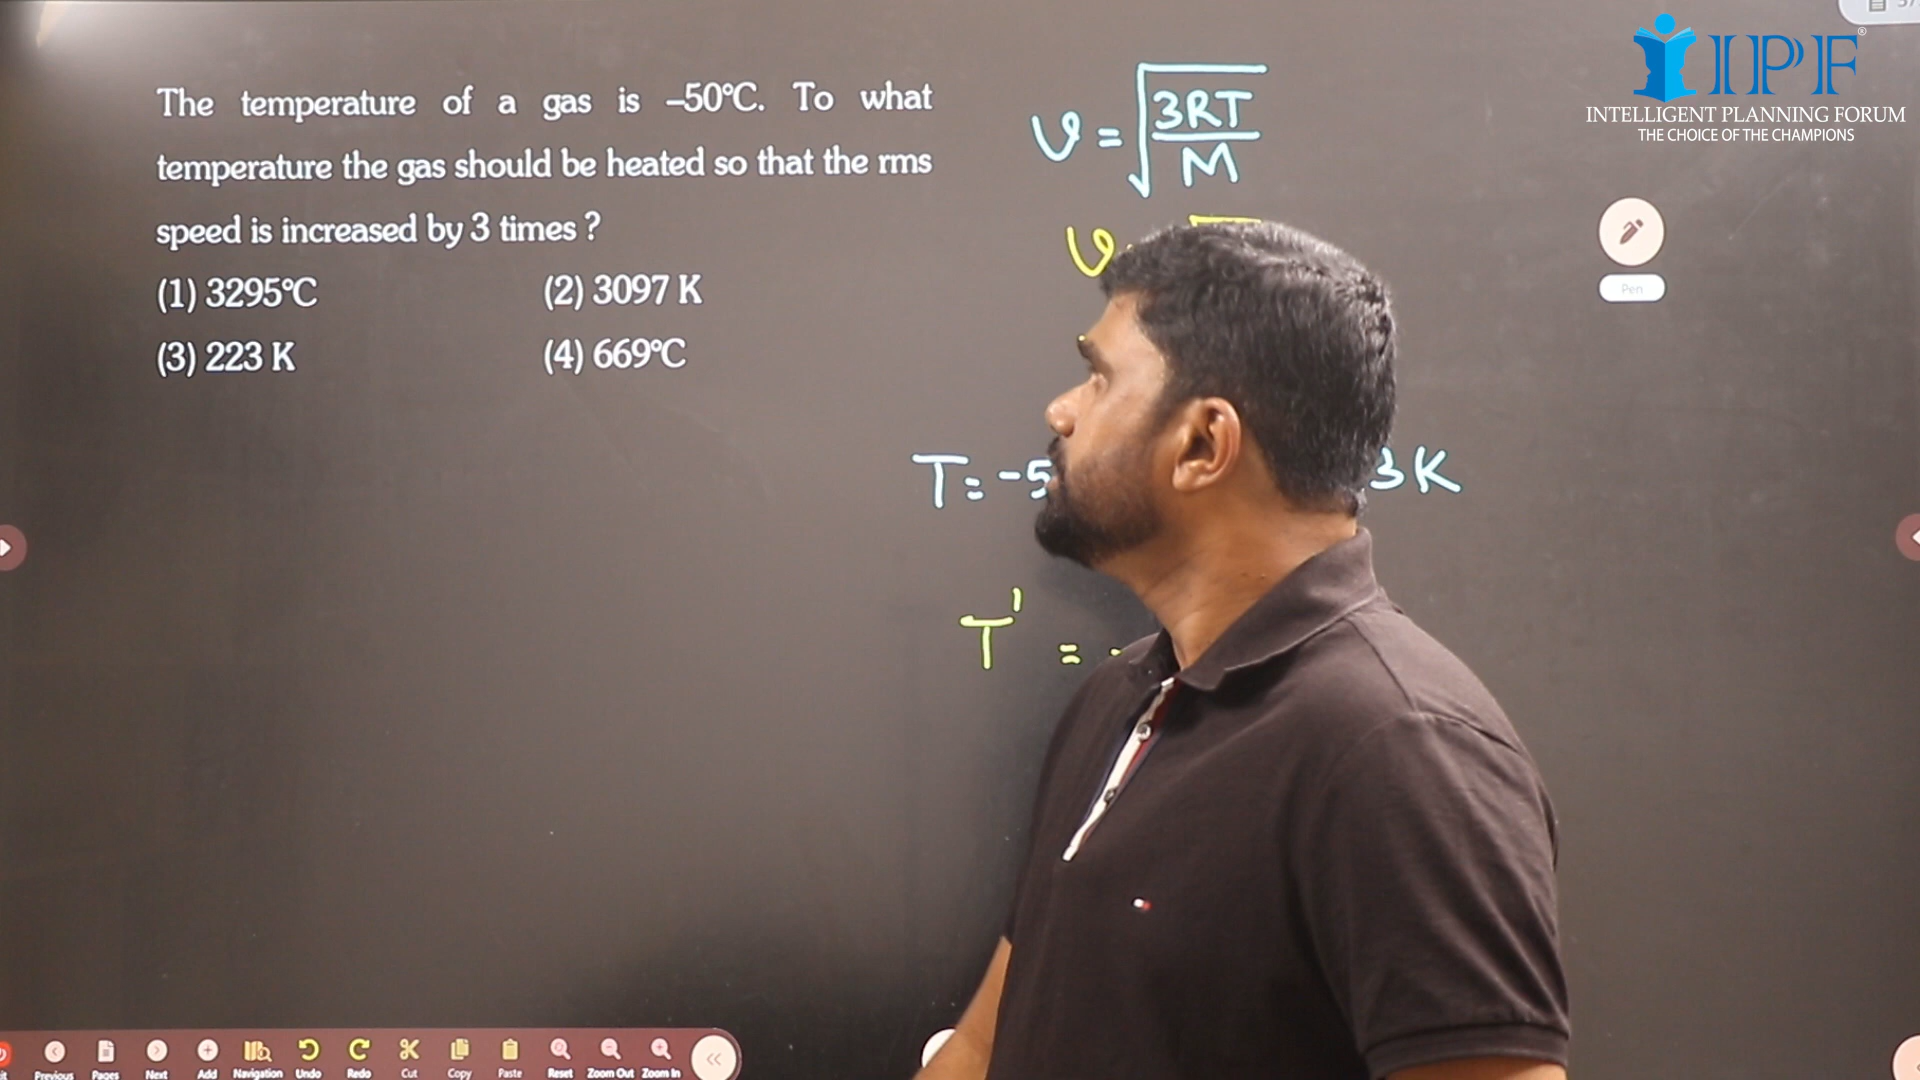 The temperature of a gas is –50°C. To what
temperature the gas should be heated so that the rms
speed is increased by 3 times ?
(1) 3295°C
(2) 3097 K
(3) 223 K
(4) 669°C
v = √3RT/M
v
T = -5
3 K
T' =
IPF®
INTELLIGENT PLANNING FORUM
THE CHOICE OF THE CHAMPIONS
Pen
Previous
Pages
Next
Add
Navigation
Undo
Redo
Cut
Copy
Paste
Reset
Zoom Out
Zoom In